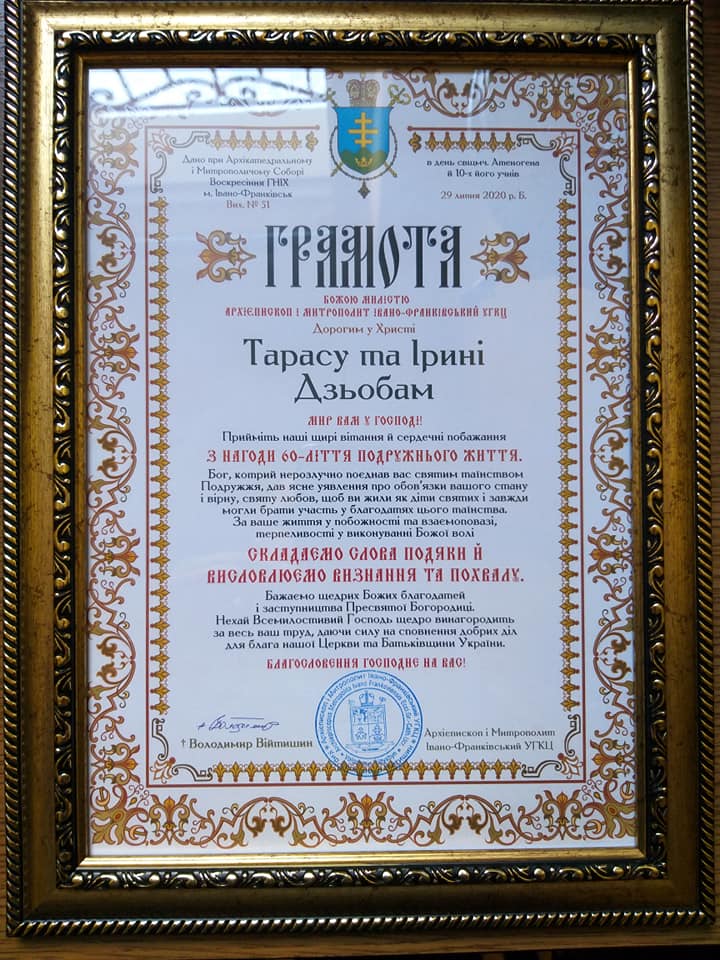 Дано при Архікатедральному
і Митрополичому Соборі
Воскресіння ГНІХ
м. Івано-Франківськ
Вих. № 51
в день свщмч. Атеногена
й 10-х його учнів
29 липня 2020 р. Б.
ГРАМОТА
БОЖОЮ МИЛІСТЮ
АРХІЄПИСКОП І МИТРОПОЛИТ ІВАНО-ФРАНКІВСЬКИЙ УГКЦ
Дорогим у Христі
Тарасу та Ірині
Дзьобам
МИР ВАМ У ГОСПОДІ!
Прийміть наші щирі вітання й сердечні побажання
З НАГОДИ 60-ЛІТТЯ ПОДРУЖНЬОГО ЖИТТЯ.
Бог, котрий нерозлучно поєднав вас святим таїнством
Подружжя, дав ясне уявлення про обов'язки вашого стану
і вірну, святу любов, щоб ви жили як діти святих і завжди
могли брати участь у благодатях цього таїнства.
За ваше життя у побожності та взаємоповазі,
терпеливості у виконуванні Божої волі
СКЛАДАЄМО СЛОВА ПОДЯКИ Й
ВИСЛОВЛЮЄМО ВИЗНАННЯ ТА ПОХВАЛУ.
Бажаємо щедрих Божих благодатей
і заступництва Пресвятої Богородиці.
Нехай Всемилостивий Господь щедро винагородить
за весь ваш труд, даючи силу на сповнення добрих діл
для блага нашої Церкви та Батьківщини України.
БЛАГОСЛОВЕННЯ ГОСПОДНЄ НА ВАС!
† Володимир Війтишин
Архієпископ і Митрополит
Івано-Франківський УГКЦ